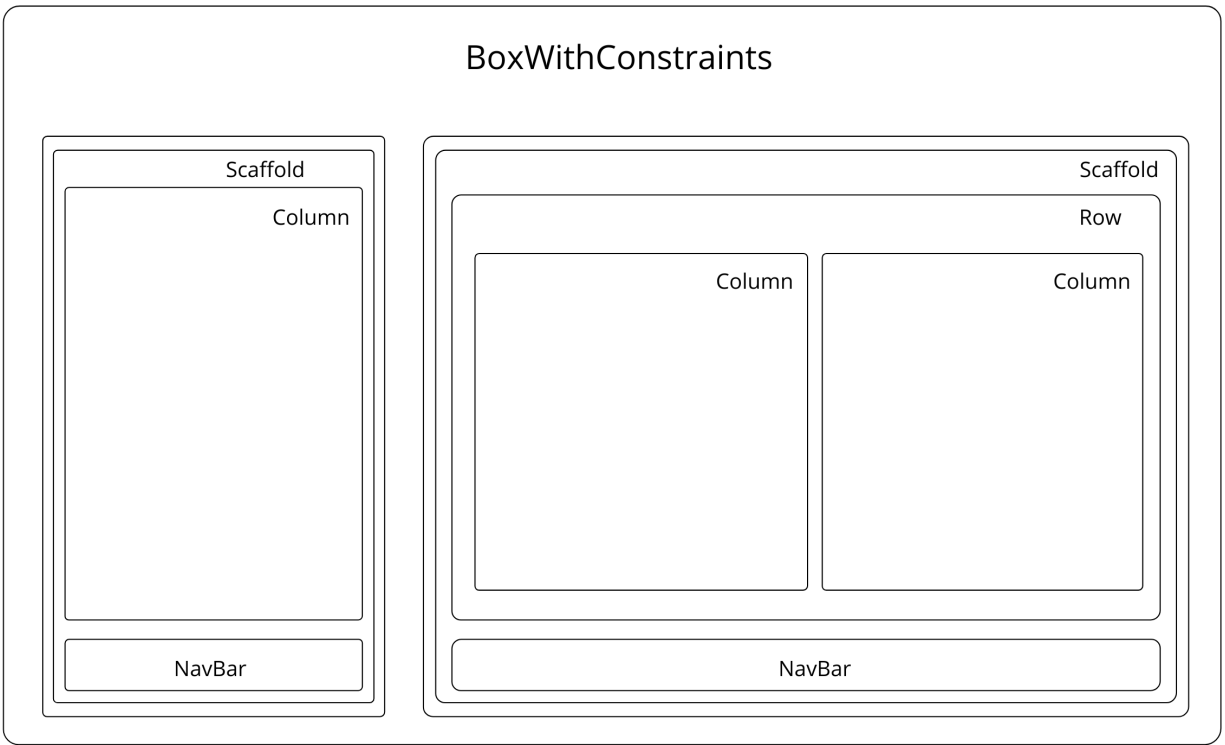 BoxWithConstraints
Scaffold
Column
NavBar
Scaffold
Row
Column
Column
NavBar